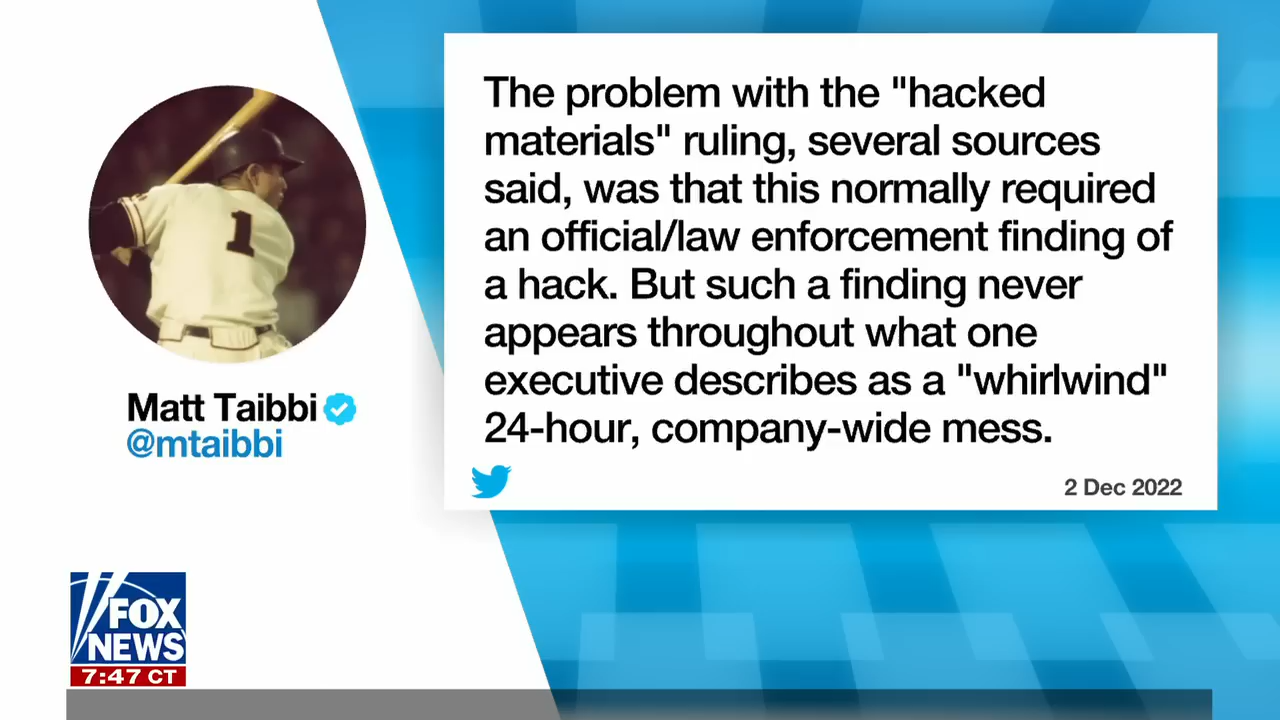 The problem with the "hacked
materials" ruling, several sources
said, was that this normally required
an official/law enforcement finding of
a hack. But such a finding never
appears throughout what one
executive describes as a "whirlwind"
24-hour, company-wide mess.
2 Dec 2022
1
Matt Taibbi
@mtaibbi
FOX
NEWS
7:47 CT